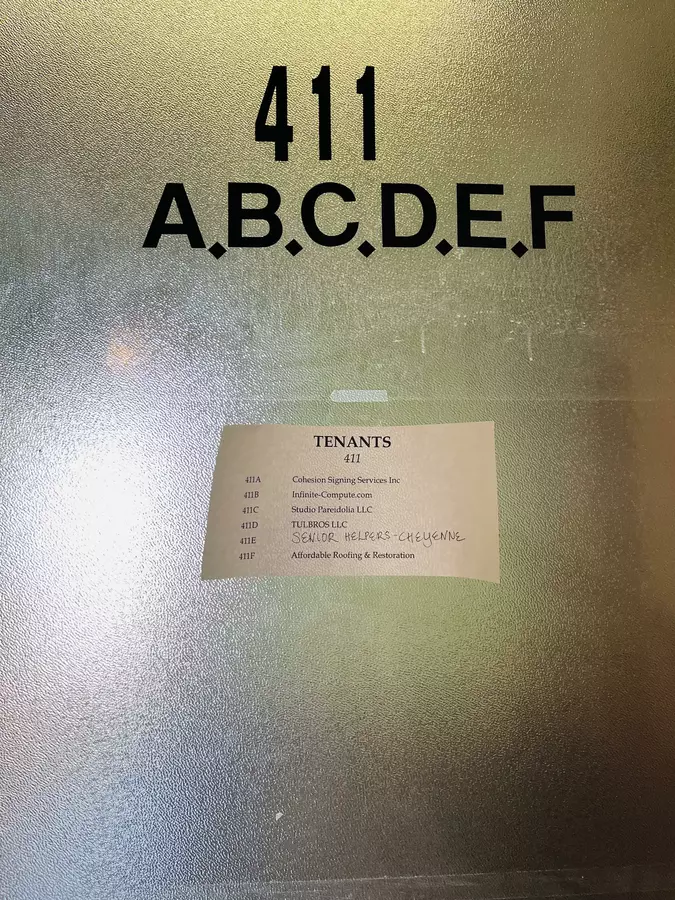 411
A.B.C.D.E.F
TENANTS
411
411A Cohesion Signing Services Inc
411B Infinite-Compute.com
411C Studio Pareidolia LLC
411D TULBROS LLC
411E SENIOR HELPERS-CHEYENNE
411F Affordable Roofing & Restoration